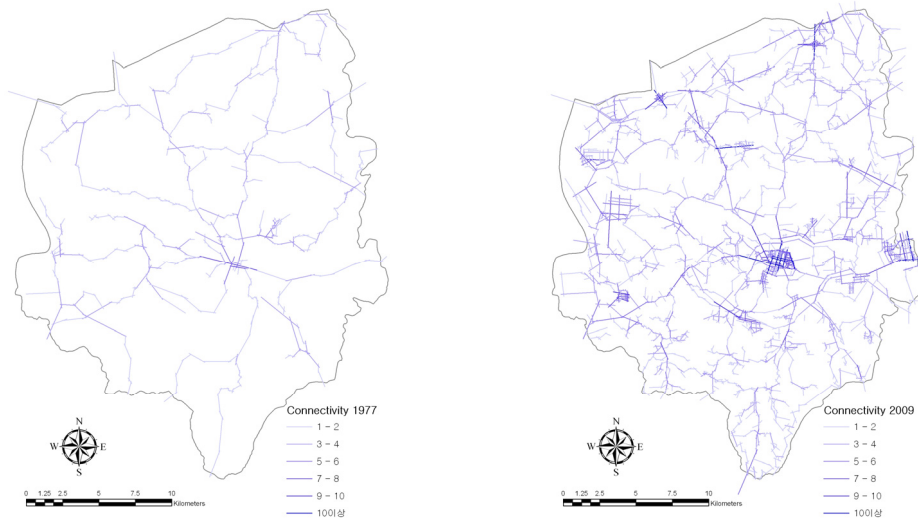 Connectivity 1977
1 - 2
3 - 4
5 - 6
7 - 8
9 - 10
10이상
N
W E
S
0 1.25 2.5 5 7.5 10
Kilometers
Connectivity 2009
1 - 2
3 - 4
5 - 6
7 - 8
9 - 10
10이상
N
W E
S
0 1.25 2.5 5 7.5 10
Kilometers